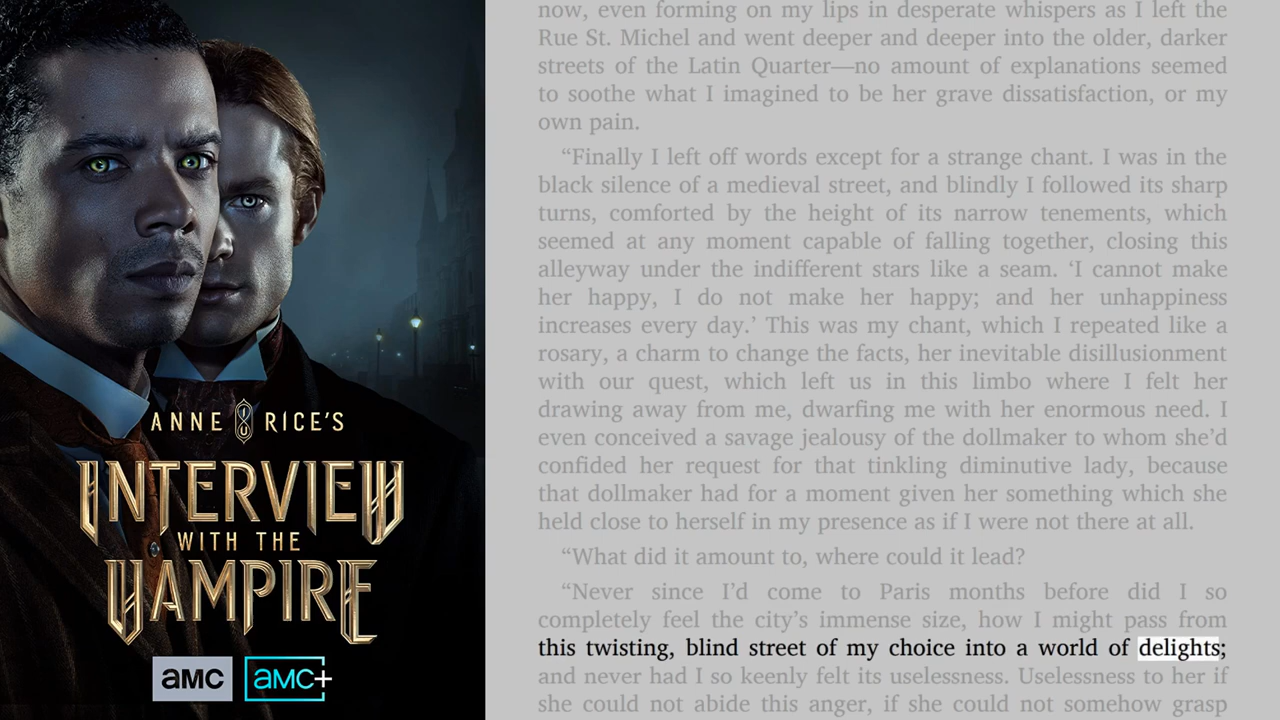 ANNE RICE'S
INTERVIEW
WITH THE
VAMPIRE
amc
amc+
now, even forming on my lips in desperate whispers as I left the
Rue St. Michel and went deeper and deeper into the older, darker
streets of the Latin Quarter—no amount of explanations seemed
to soothe what I imagined to be her grave dissatisfaction, or my
own pain.
“Finally I left off words except for a strange chant. I was in the
black silence of a medieval street, and blindly I followed its sharp
turns, comforted by the height of its narrow tenements, which
seemed at any moment capable of falling together, closing this
alleyway under the indifferent stars like a seam. ‘I cannot make
her happy, I do not make her happy; and her unhappiness
increases every day.’ This was my chant, which I repeated like a
rosary, a charm to change the facts, her inevitable disillusionment
with our quest, which left us in this limbo where I felt her
drawing away from me, dwarfing me with her enormous need. I
even conceived a savage jealousy of the dollmaker to whom she’d
confided her request for that tinkling diminutive lady, because
that dollmaker had for a moment given her something which she
held close to herself in my presence as if I were not there at all.
“What did it amount to, where could it lead?
“Never since I’d come to Paris months before did I so
completely feel the city’s immense size, how I might pass from
this twisting, blind street of my choice into a world of delights;
and never had I so keenly felt its uselessness. Uselessness to her if
she could not abide this anger, if she could not somehow grasp